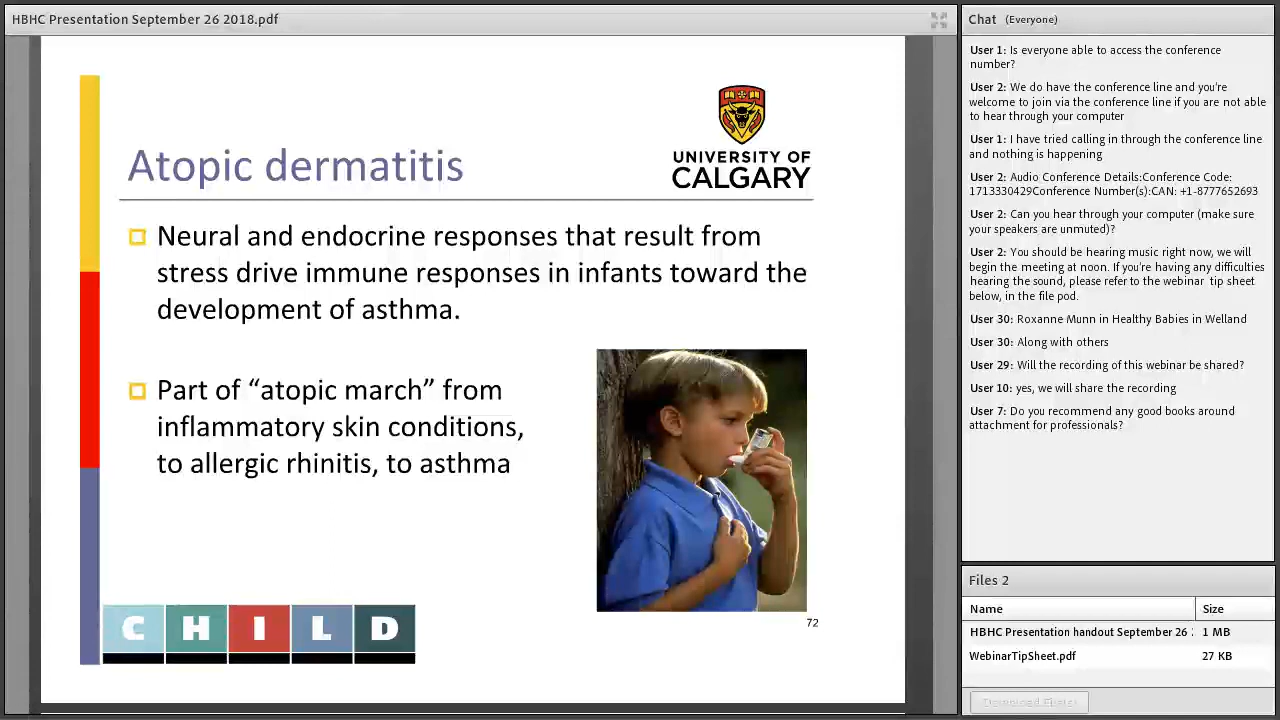 HBHC Presentation September 26 2018.pdf
UNIVERSITY OF
CALGARY
Atopic dermatitis
Neural and endocrine responses that result from
stress drive immune responses in infants toward the
development of asthma.
Part of “atopic march” from
inflammatory skin conditions,
to allergic rhinitis, to asthma
72
C H I L D
Chat (Everyone)
User 1: Is everyone able to access the conference
number?
User 2: We do have the conference line and you're
welcome to join via the conference line if you are not able
to hear through your computer
User 1: I have tried calling in through the conference line
and nothing is happening
User 2: Audio Conference Details:Conference Code:
1713330429Conference Number(s):CAN: +1-8777652693
User 2: Can you hear through your computer (make sure
your speakers are unmuted)?
User 2: You should be hearing music right now, we will
begin the meeting at noon. If you're having any difficulties
hearing the sound, please refer to the webinar tip sheet
below, in the file pod.
User 30: Roxanne Munn in Healthy Babies in Welland
User 30: Along with others
User 29: Will the recording of this webinar be shared?
User 10: yes, we will share the recording
User 7: Do you recommend any good books around
attachment for professionals?
Files 2
Name Size
HBHC Presentation handout September 26 1 MB
WebinarTipSheet.pdf 27 KB
Download File(s)